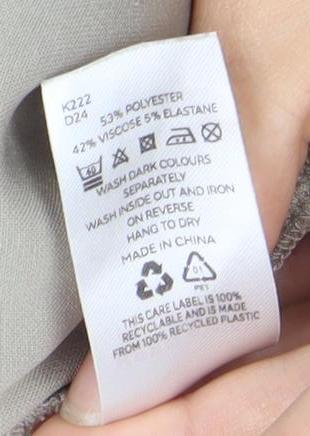 K222
D24
53% POLYESTER
42% VISCOSE 5% ELASTANE
40
WASH DARK COLOURS
SEPARATELY
WASH INSIDE OUT AND IRON
ON REVERSE
HANG TO DRY
MADE IN CHINA
01
PET
THIS CARE LABEL IS 100%
RECYCLABLE AND IS MADE
FROM 100% RECYCLED PLASTIC